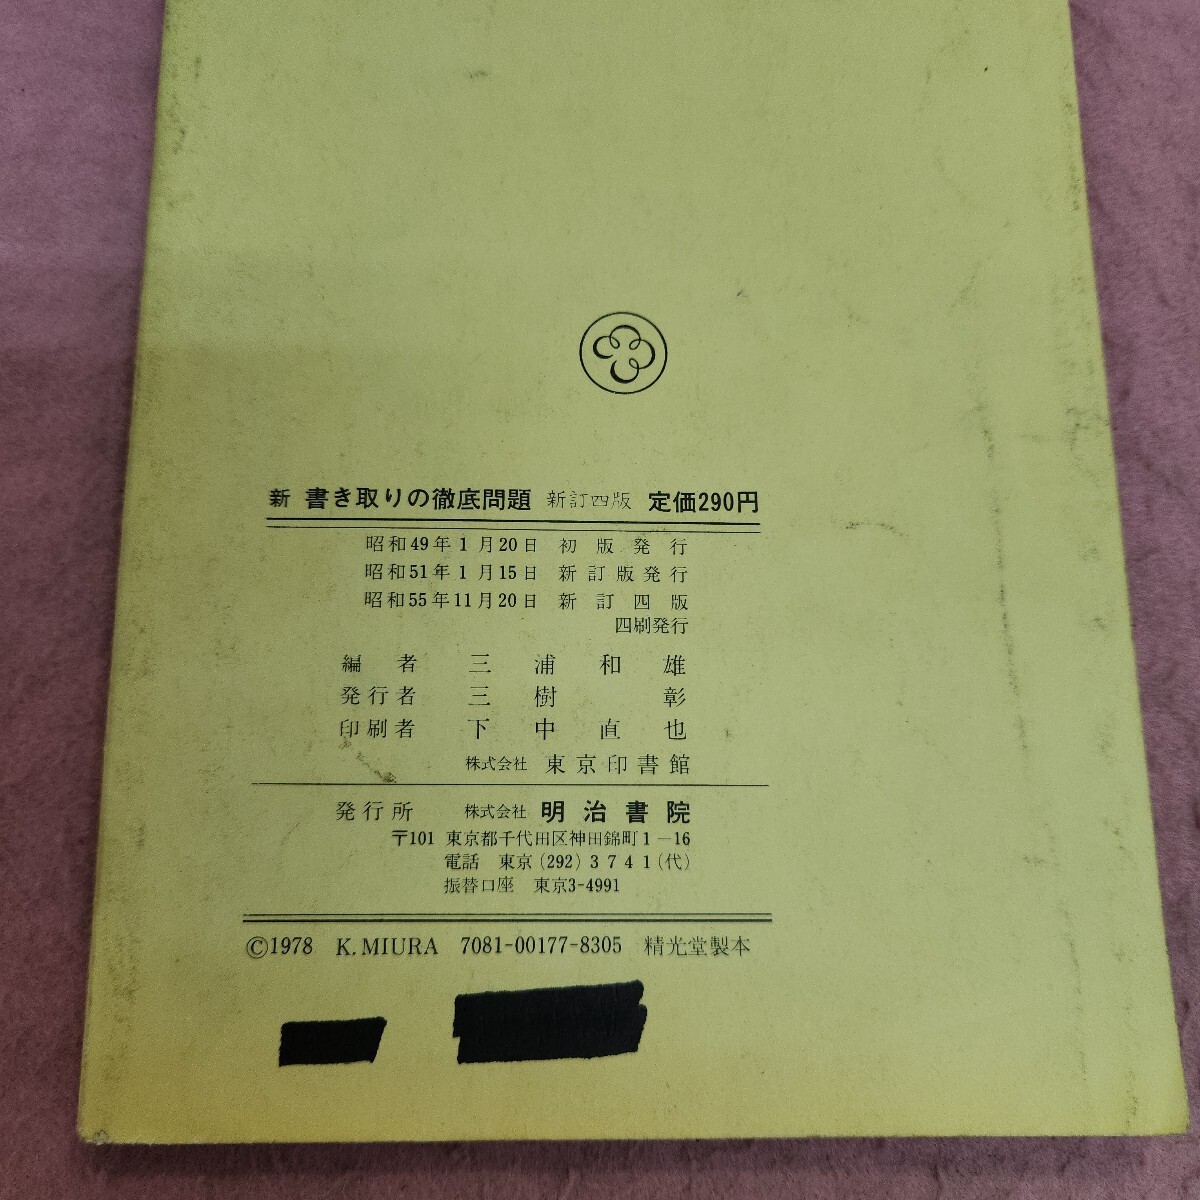 新 書き取りの徹底問題 新訂四版 定価290円
昭和49年1月20日 初版発行
昭和51年1月15日 新訂版発行
昭和55年11月20日 新訂四版
四刷発行
編者 三浦和雄
発行者 三樹彰
印刷者 下中直也
株式会社 東京印書館
発行所 株式会社 明治書院
〒101 東京都千代田区神田錦町1-16
電話 東京(292)3741(代)
振替口座 東京3-4991
©1978 K.MIURA 7081-00177-8305 精光堂製本